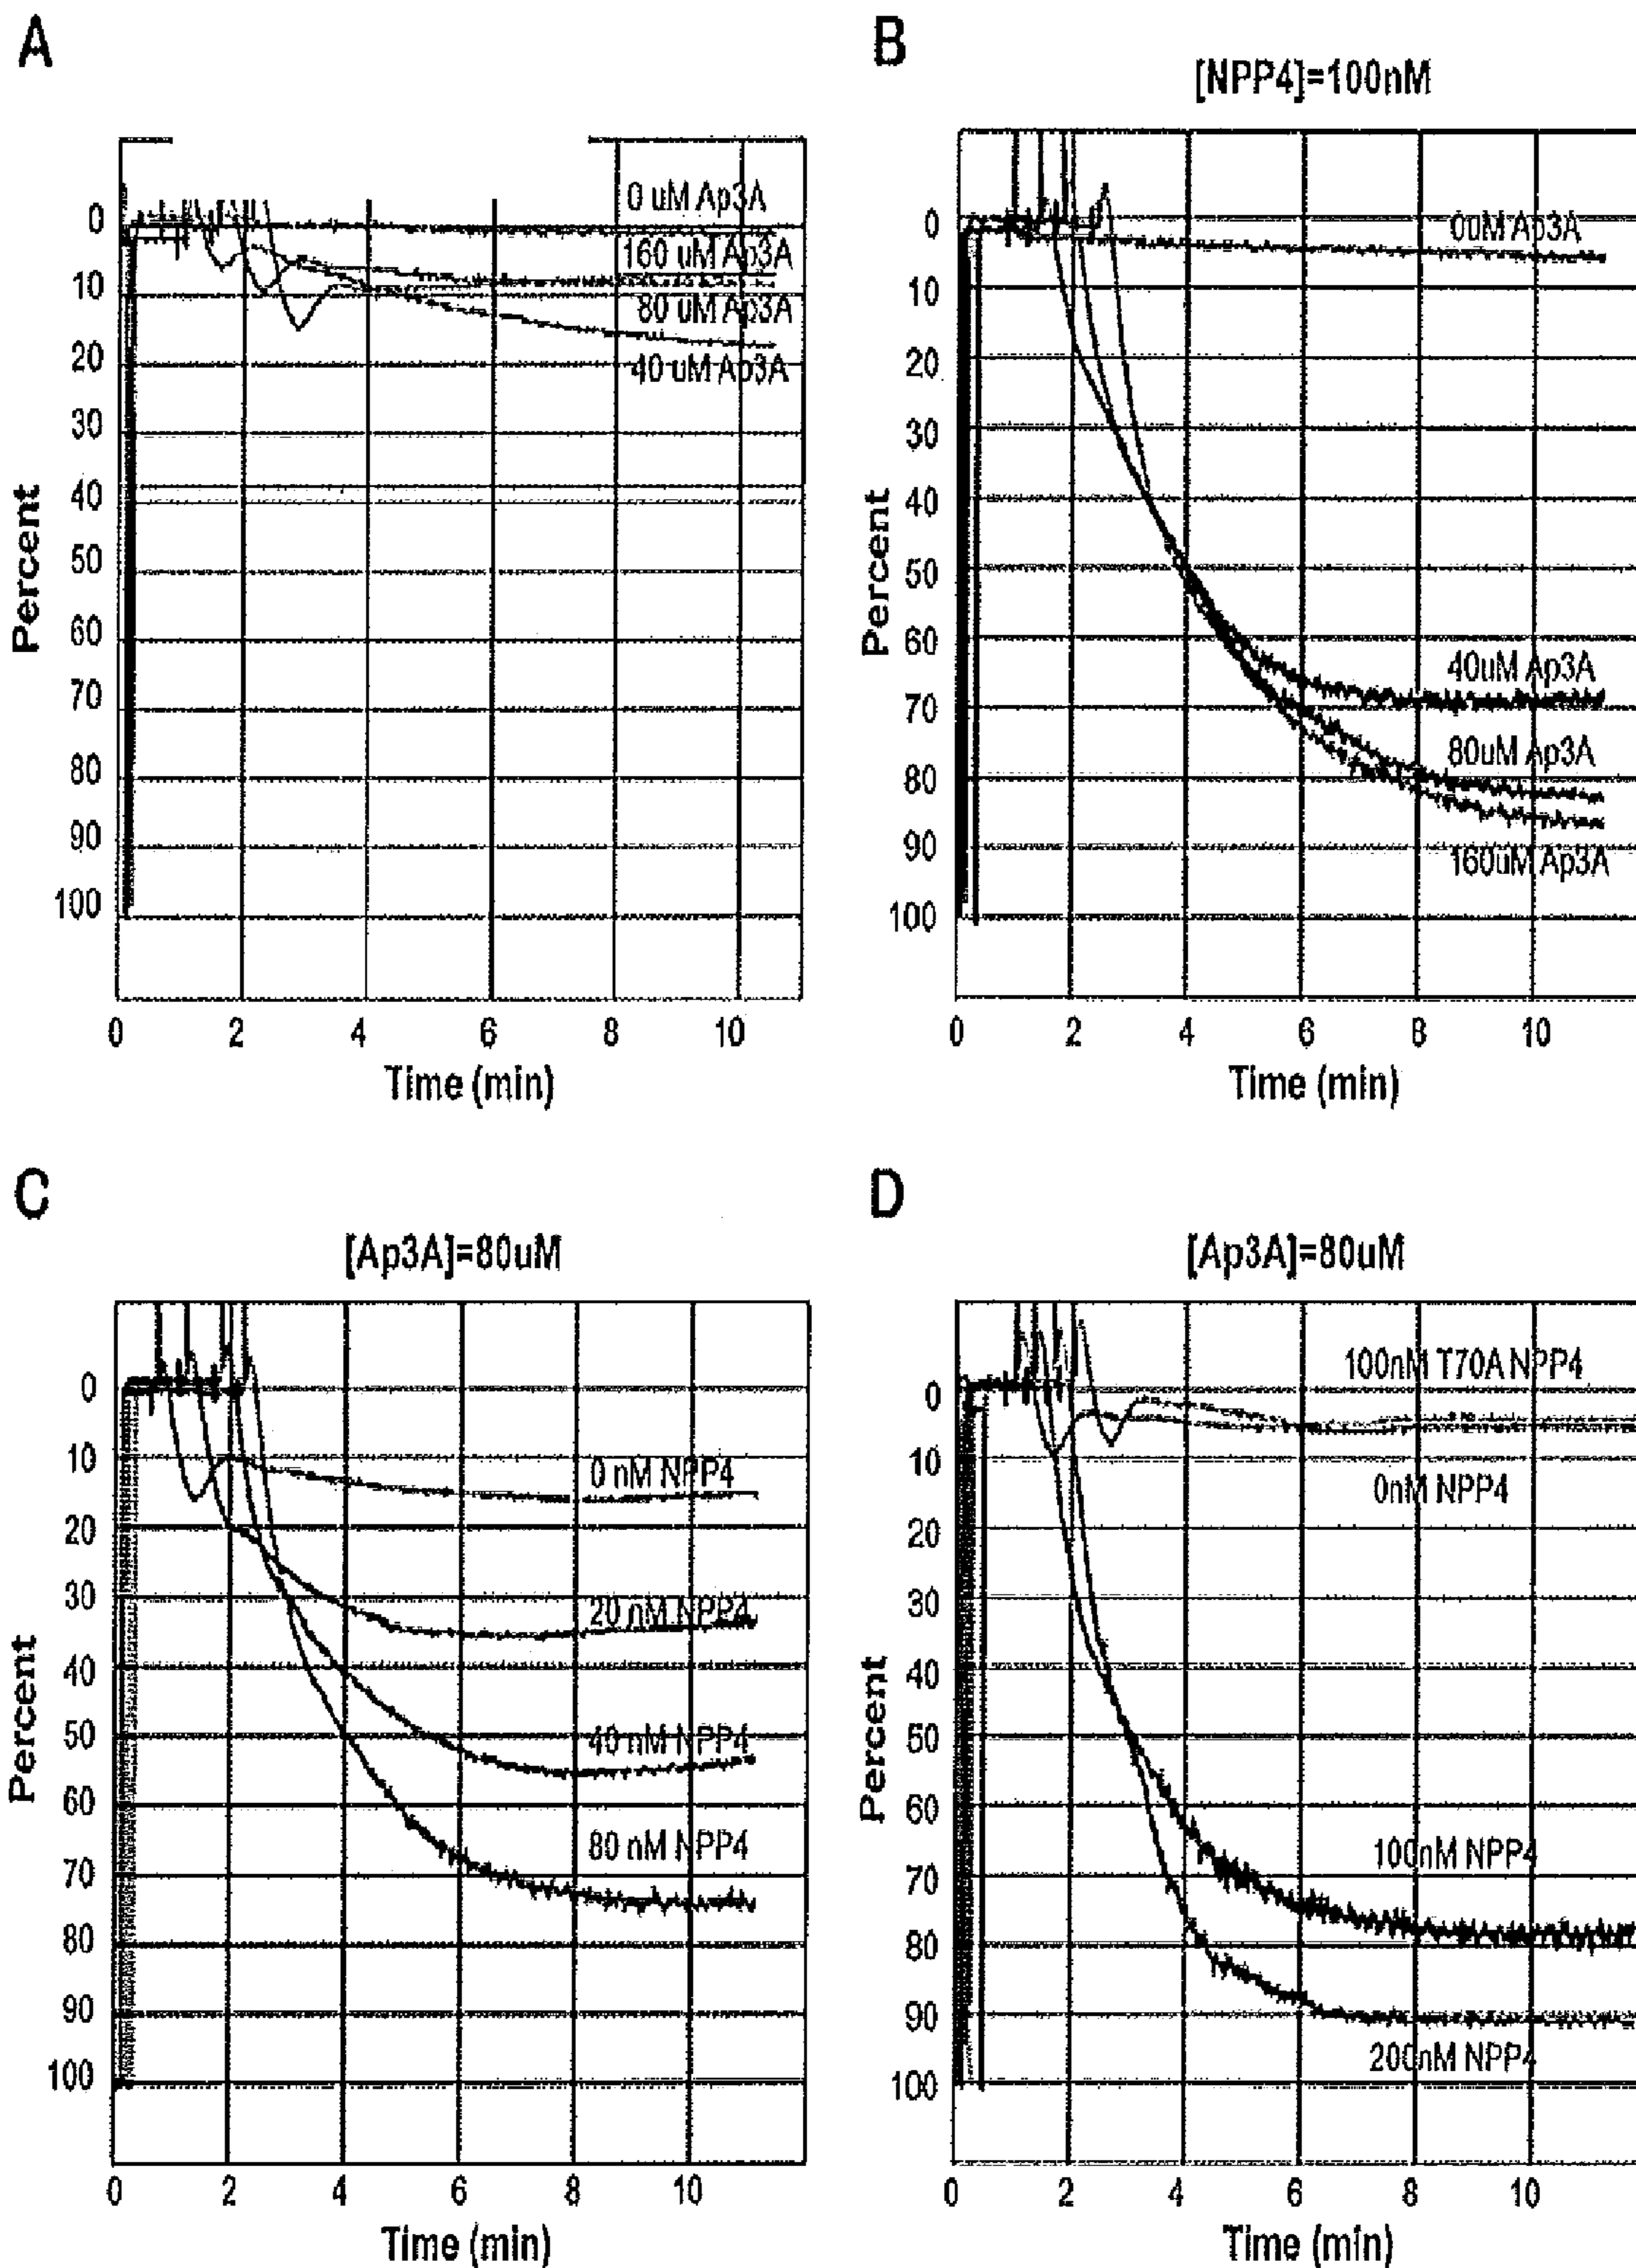 A
0 uM Ap3A
160 uM Ap3A
80 uM Ap3A
40 uM Ap3A
0
10
20
30
40
50
60
70
80
90
100
Percent
0 2 4 6 8 10
Time (min)
B
[NPP4]=100nM
0uM Ap3A
40uM Ap3A
80uM Ap3A
160uM Ap3A
0
10
20
30
40
50
60
70
80
90
100
Percent
0 2 4 6 8 10
Time (min)
C
[Ap3A]=80uM
0 nM NPP4
20 nM NPP4
40 nM NPP4
80 nM NPP4
0
10
20
30
40
50
60
70
80
90
100
Percent
0 2 4 6 8 10
Time (min)
D
[Ap3A]=80uM
100nM T70A NPP4
0nM NPP4
100nM NPP4
200nM NPP4
0
10
20
30
40
50
60
70
80
90
100
Percent
0 2 4 6 8 10
Time (min)